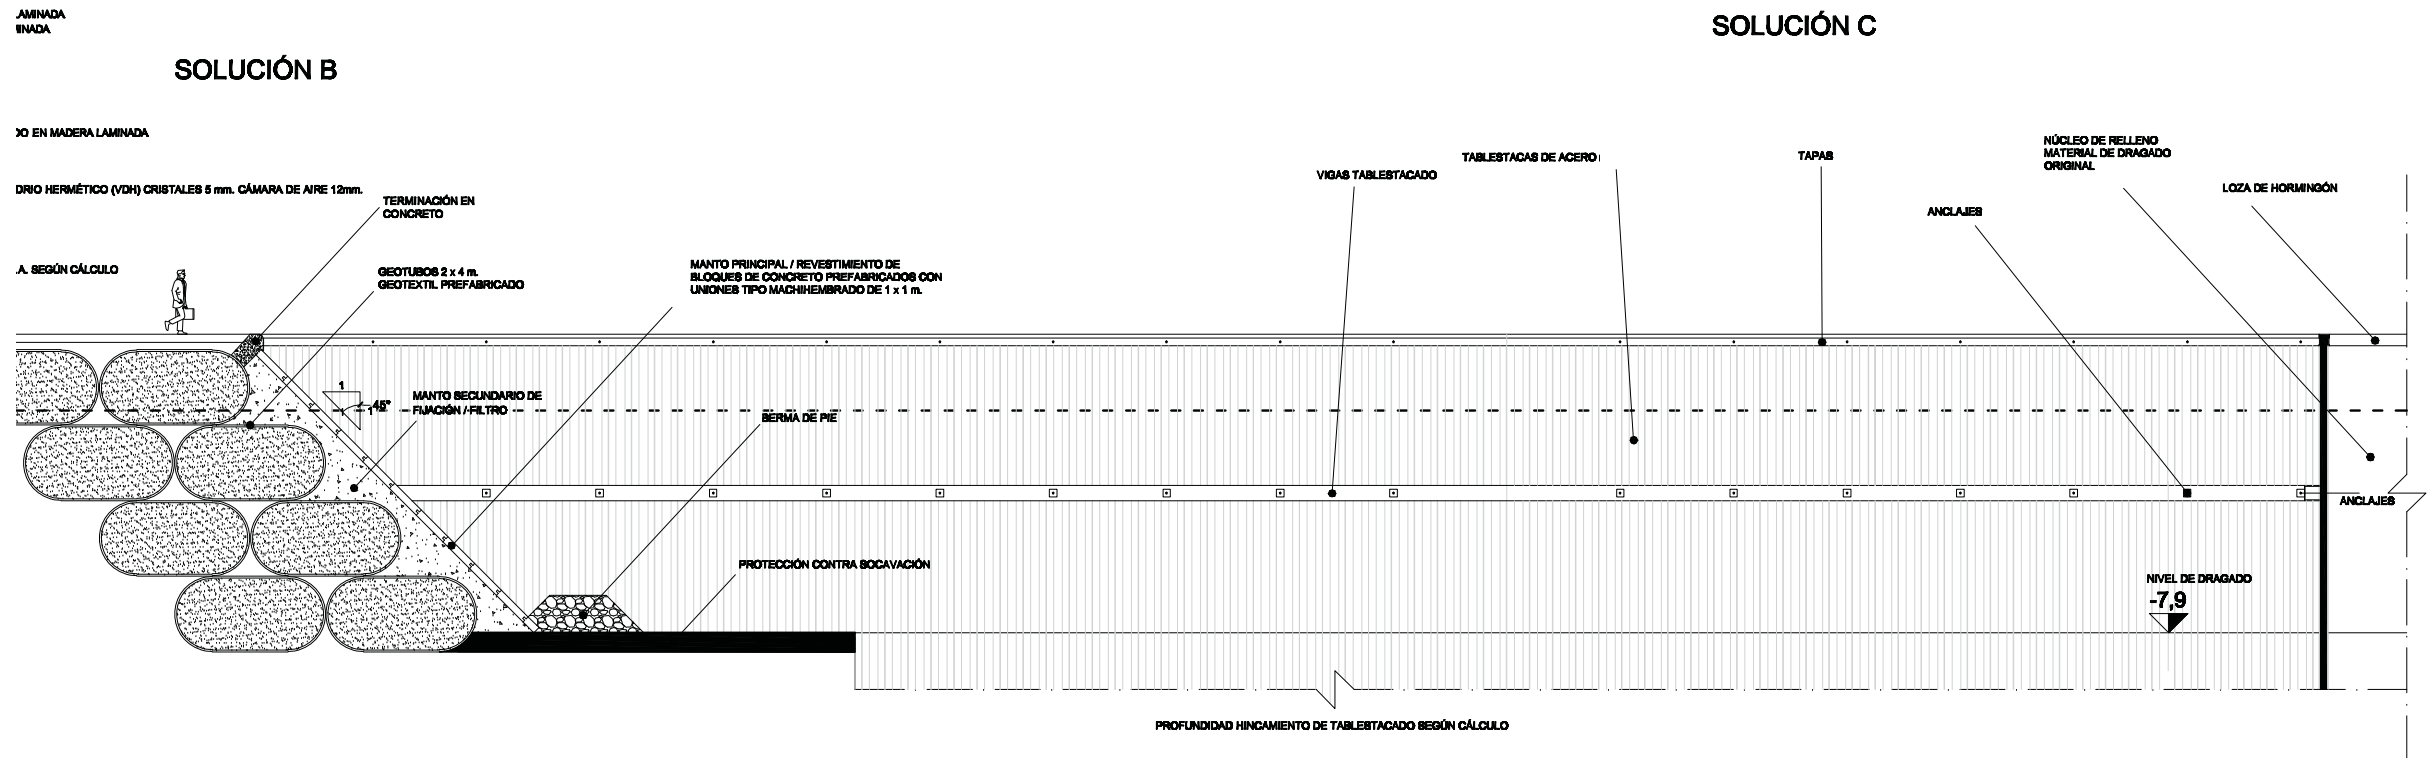 LAMINADA
INADA
SOLUCIÓN B
SOLUCIÓN C
DO EN MADERA LAMINADA
DRIO HERMÉTICO (VDH) CRISTALES 5 mm. CÁMARA DE AIRE 12mm.
.A. SEGÚN CÁLCULO
TERMINACIÓN EN
CONCRETO
GEOTUBOS 2 x 4 m.
GEOTEXTIL PREFABRICADO
MANTO PRINCIPAL / REVESTIMIENTO DE
BLOQUES DE CONCRETO PREFABRICADOS CON
UNIONES TIPO MACHIHEMBRADO DE 1 x 1 m.
VIGAS TABLESTACADO
TABLESTACAS DE ACERO
TAPAS
ANCLAJES
NÚCLEO DE RELLENO
MATERIAL DE DRAGADO
ORIGINAL
LOZA DE HORMINGÓN
1
1
45°
MANTO SECUNDARIO DE
FIJACIÓN / FILTRO
BERMA DE PIE
PROTECCIÓN CONTRA SOCAVACIÓN
ANCLAJES
NIVEL DE DRAGADO
-7,9
PROFUNDIDAD HINCAMIENTO DE TABLESTACADO SEGÚN CÁLCULO